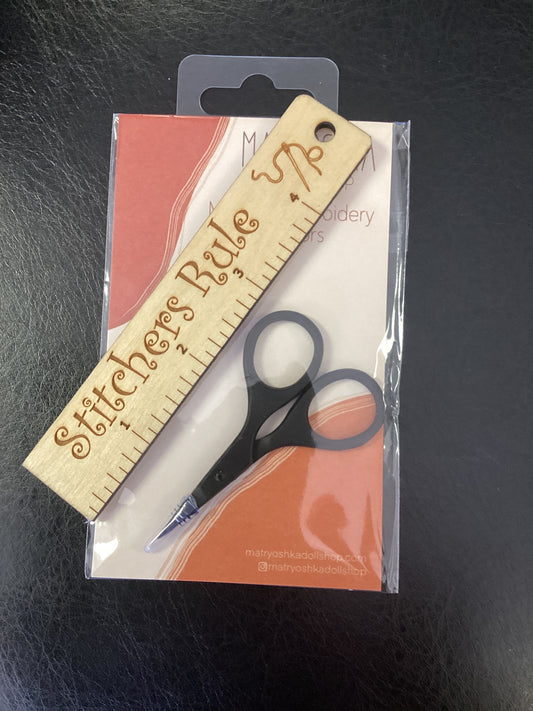 Stitchers Rule
1 2 3 4
matryoshkadollshop.com
@matryoshkadollshop